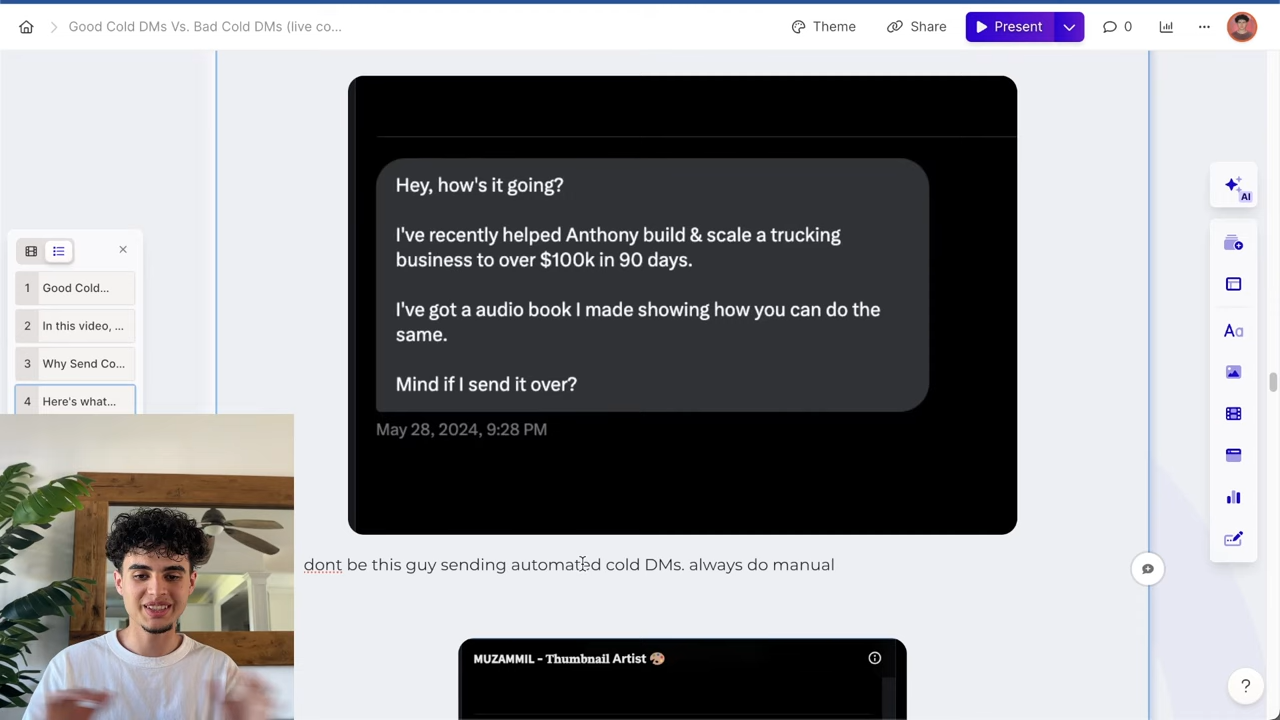 Good Cold DMs Vs. Bad Cold DMs (live co...
Theme
Share
Present
0
Hey, how's it going?
I've recently helped Anthony build & scale a trucking
business to over $100k in 90 days.
I've got a audio book I made showing how you can do the
same.
Mind if I send it over?
May 28, 2024, 9:28 PM
AI
1 Good Cold...
2 In this video, ...
3 Why Send Co...
4 Here's what...
Aa
dont be this guy sending automated cold DMs. always do manual
MUZAMMIL - Thumbnail Artist 🎨
?